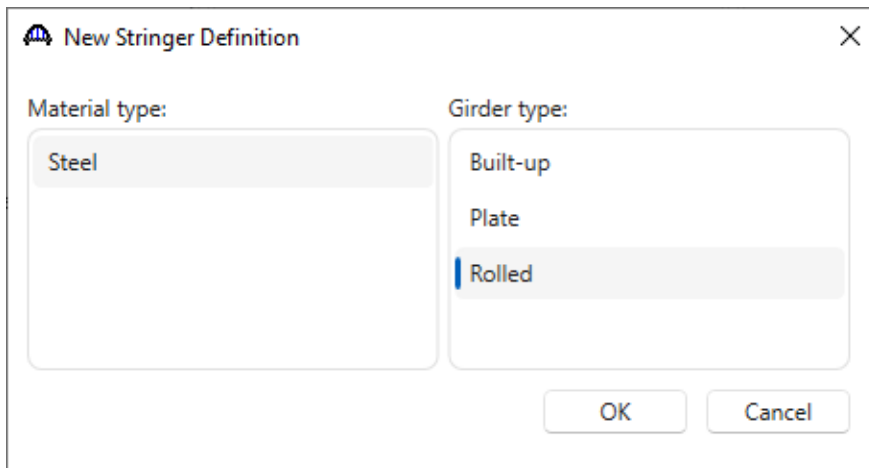 New Stringer Definition
Material type:
Steel
Girder type:
Built-up
Plate
Rolled
OK
Cancel